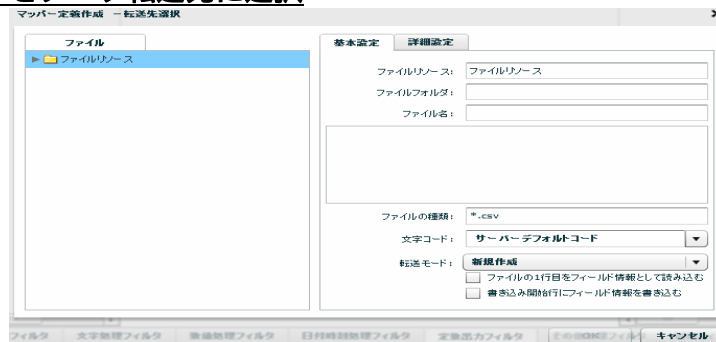 をデータ転送先に選択
マッパー定義作成 －転送先選択
ファイル
ファイルリソース
基本設定 詳細設定
ファイルリソース: ファイルリソース
ファイルフォルダ:
ファイル名:
ファイルの種類: *.csv
文字コード: サーバーデフォルトコード
転送モード: 新規作成
ファイルの1行目をフィールド情報として読み込む
書き込み開始行にフィールド情報を書き込む
文字処理フィルタ 数値処理フィルタ 日付時刻処理フィルタ 定数出力フィルタ キャンセル